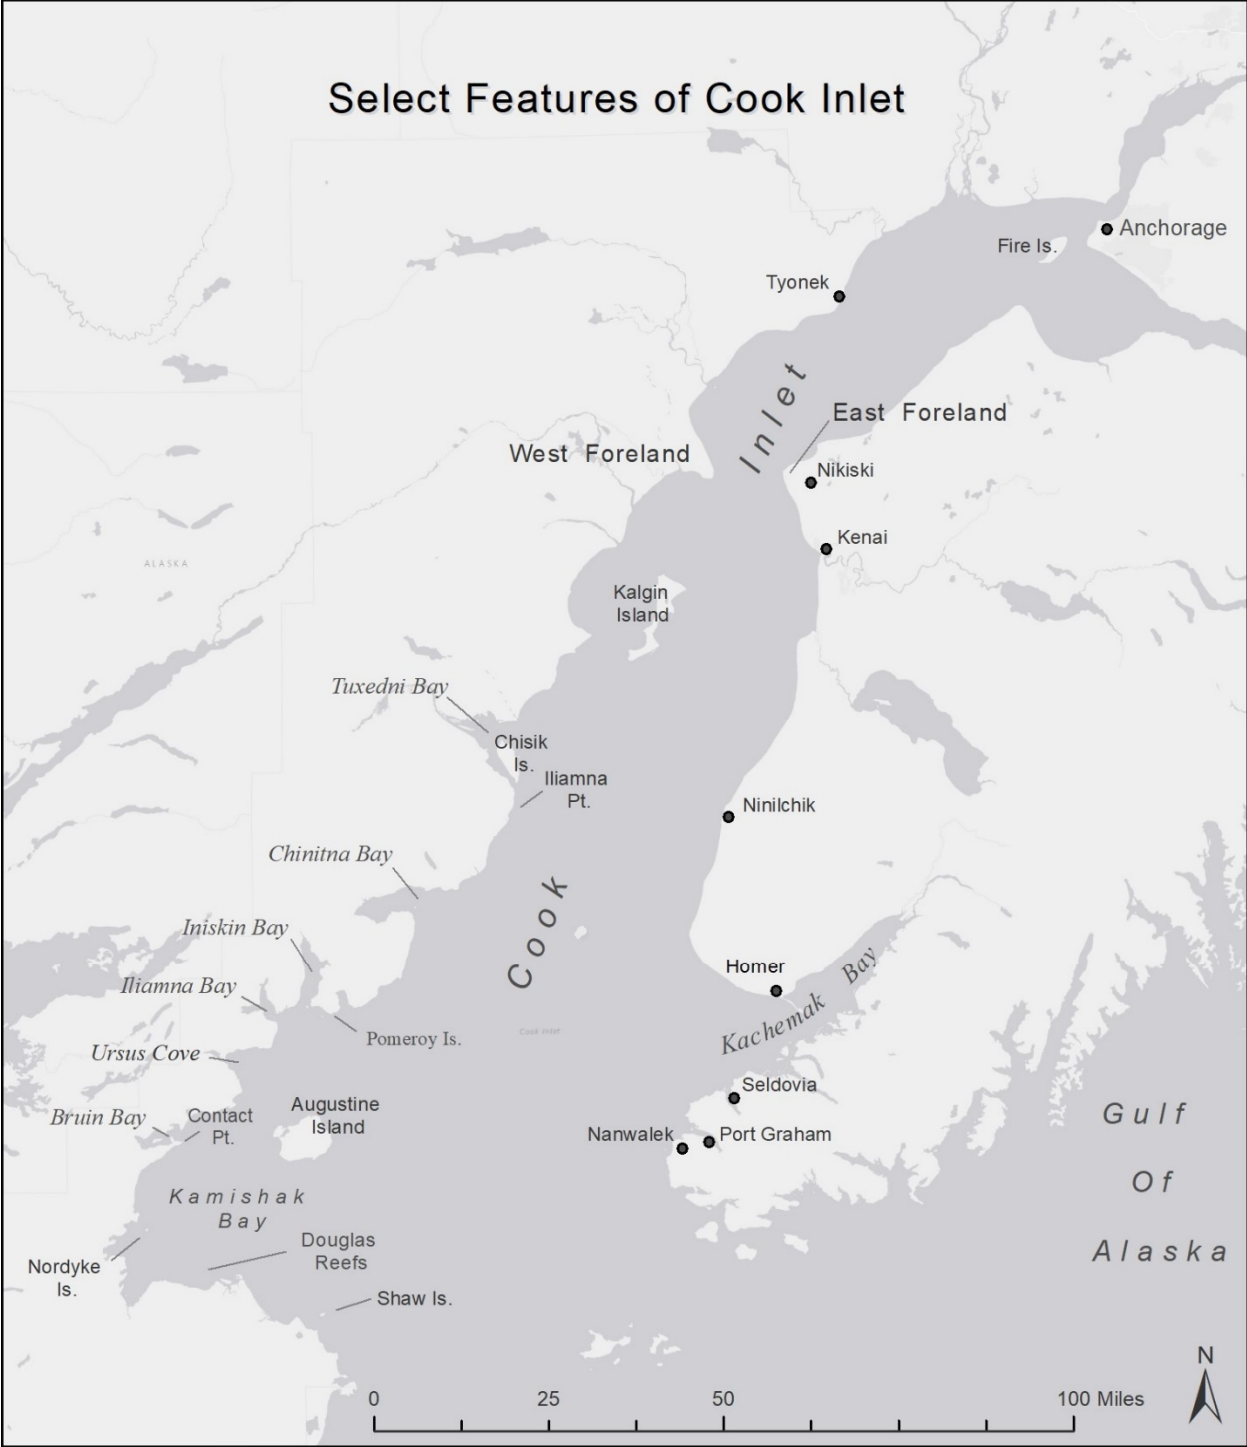 Select Features of Cook Inlet
Anchorage
Fire Is.
Tyonek
Inlet
East Foreland
West Foreland
Nikiski
Kenai
ALASKA
Kalgin
Island
Tuxedni Bay
Chisik
Is.
Iliamna
Pt.
Ninilchik
Chinitna Bay
Cook
Iniskin Bay
Homer
Kachemak Bay
Iliamna Bay
Pomeroy Is.
Cook Inlet
Ursus Cove
Seldovia
Augustine
Island
Bruin Bay
Contact
Pt.
Nanwalek
Port Graham
Gulf
Of
Alaska
Kamishak
Bay
Douglas
Reefs
Nordyke
Is.
Shaw Is.
N
0 25 50 100 Miles